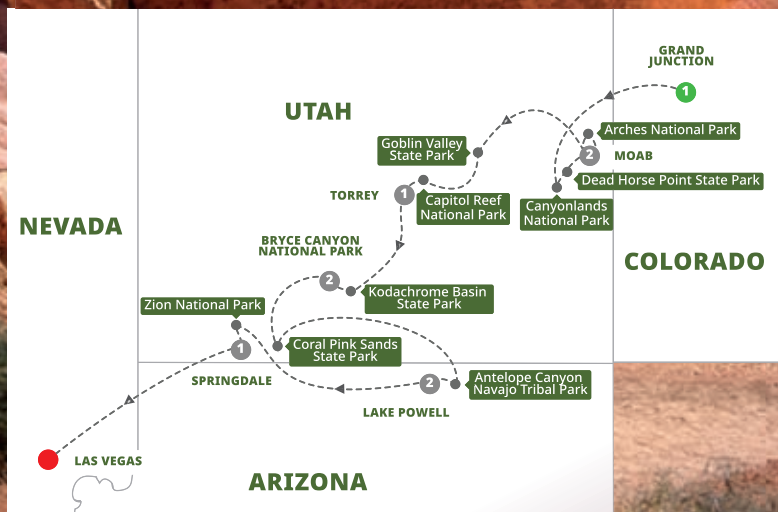 GRAND
JUNCTION
1
UTAH
Arches National Park
Goblin Valley
State Park
2
MOAB
Dead Horse Point State Park
TORREY
1
Capitol Reef
National Park
Canyonlands
National Park
NEVADA
BRYCE CANYON
NATIONAL PARK
COLORADO
2
Kodachrome Basin
State Park
Zion National Park
1
Coral Pink Sands
State Park
SPRINGDALE
2
Antelope Canyon
Navajo Tribal Park
LAKE POWELL
LAS VEGAS
ARIZONA